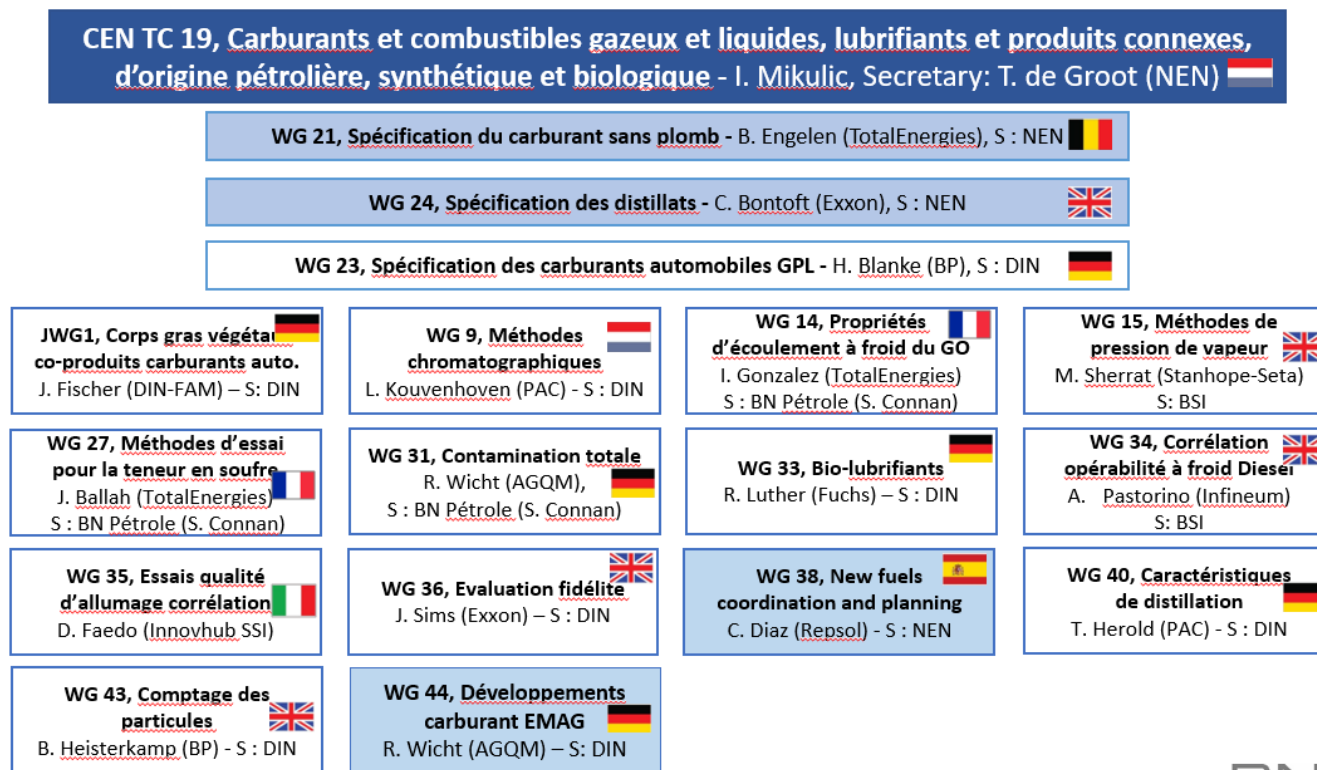 CEN TC 19, Carburants et combustibles gazeux et liquides, lubrifiants et produits connexes,
d'origine pétrolière, synthétique et biologique - I. Mikulic, Secretary: T. de Groot (NEN)
WG 21, Spécification du carburant sans plomb - B. Engelen (TotalEnergies), S : NEN
WG 24, Spécification des distillats - C. Bontoft (Exxon), S : NEN
WG 23, Spécification des carburants automobiles GPL - H. Blanke (BP), S : DIN
JWG1, Corps gras
co-produits carburants auto.
J. Fischer (DIN-FAM) – S: DIN
WG 9, Méthodes
chromatographiques
L. Kouvenhoven (PAC) - S : DIN
WG 14, Propriétés
d'écoulement à froid du GO
I. Gonzalez (TotalEnergies)
S : BN Pétrole (S. Connan)
WG 15, Méthodes de
pression de vapeur
M. Sherrat (Stanhope-Seta)
S: BSI
WG 27, Méthodes d'essai
pour la teneur en soufre
J. Ballah (TotalEnergies)
S : BN Pétrole (S. Connan)
WG 31, Contamination totale
R. Wicht (AGQM),
S : BN Pétrole (S. Connan)
WG 33, Bio-lubrifiants
R. Luther (Fuchs) – S : DIN
WG 34, Corrélation
opérabilité à froid Diesel
A. Pastorino (Infineum)
S: BSI
WG 35, Essais qualité
d'allumage corrélation
D. Faedo (Innovhub SSI)
WG 36, Evaluation fidélité
J. Sims (Exxon) – S : DIN
WG 38, New fuels
coordination and planning
C. Diaz (Repsol) - S : NEN
WG 40, Caractéristiques
de distillation
T. Herold (PAC) - S : DIN
WG 43, Comptage des
particules
B. Heisterkamp (BP) - S : DIN
WG 44, Développements
carburant EMAG
R. Wicht (AGQM) – S: DIN